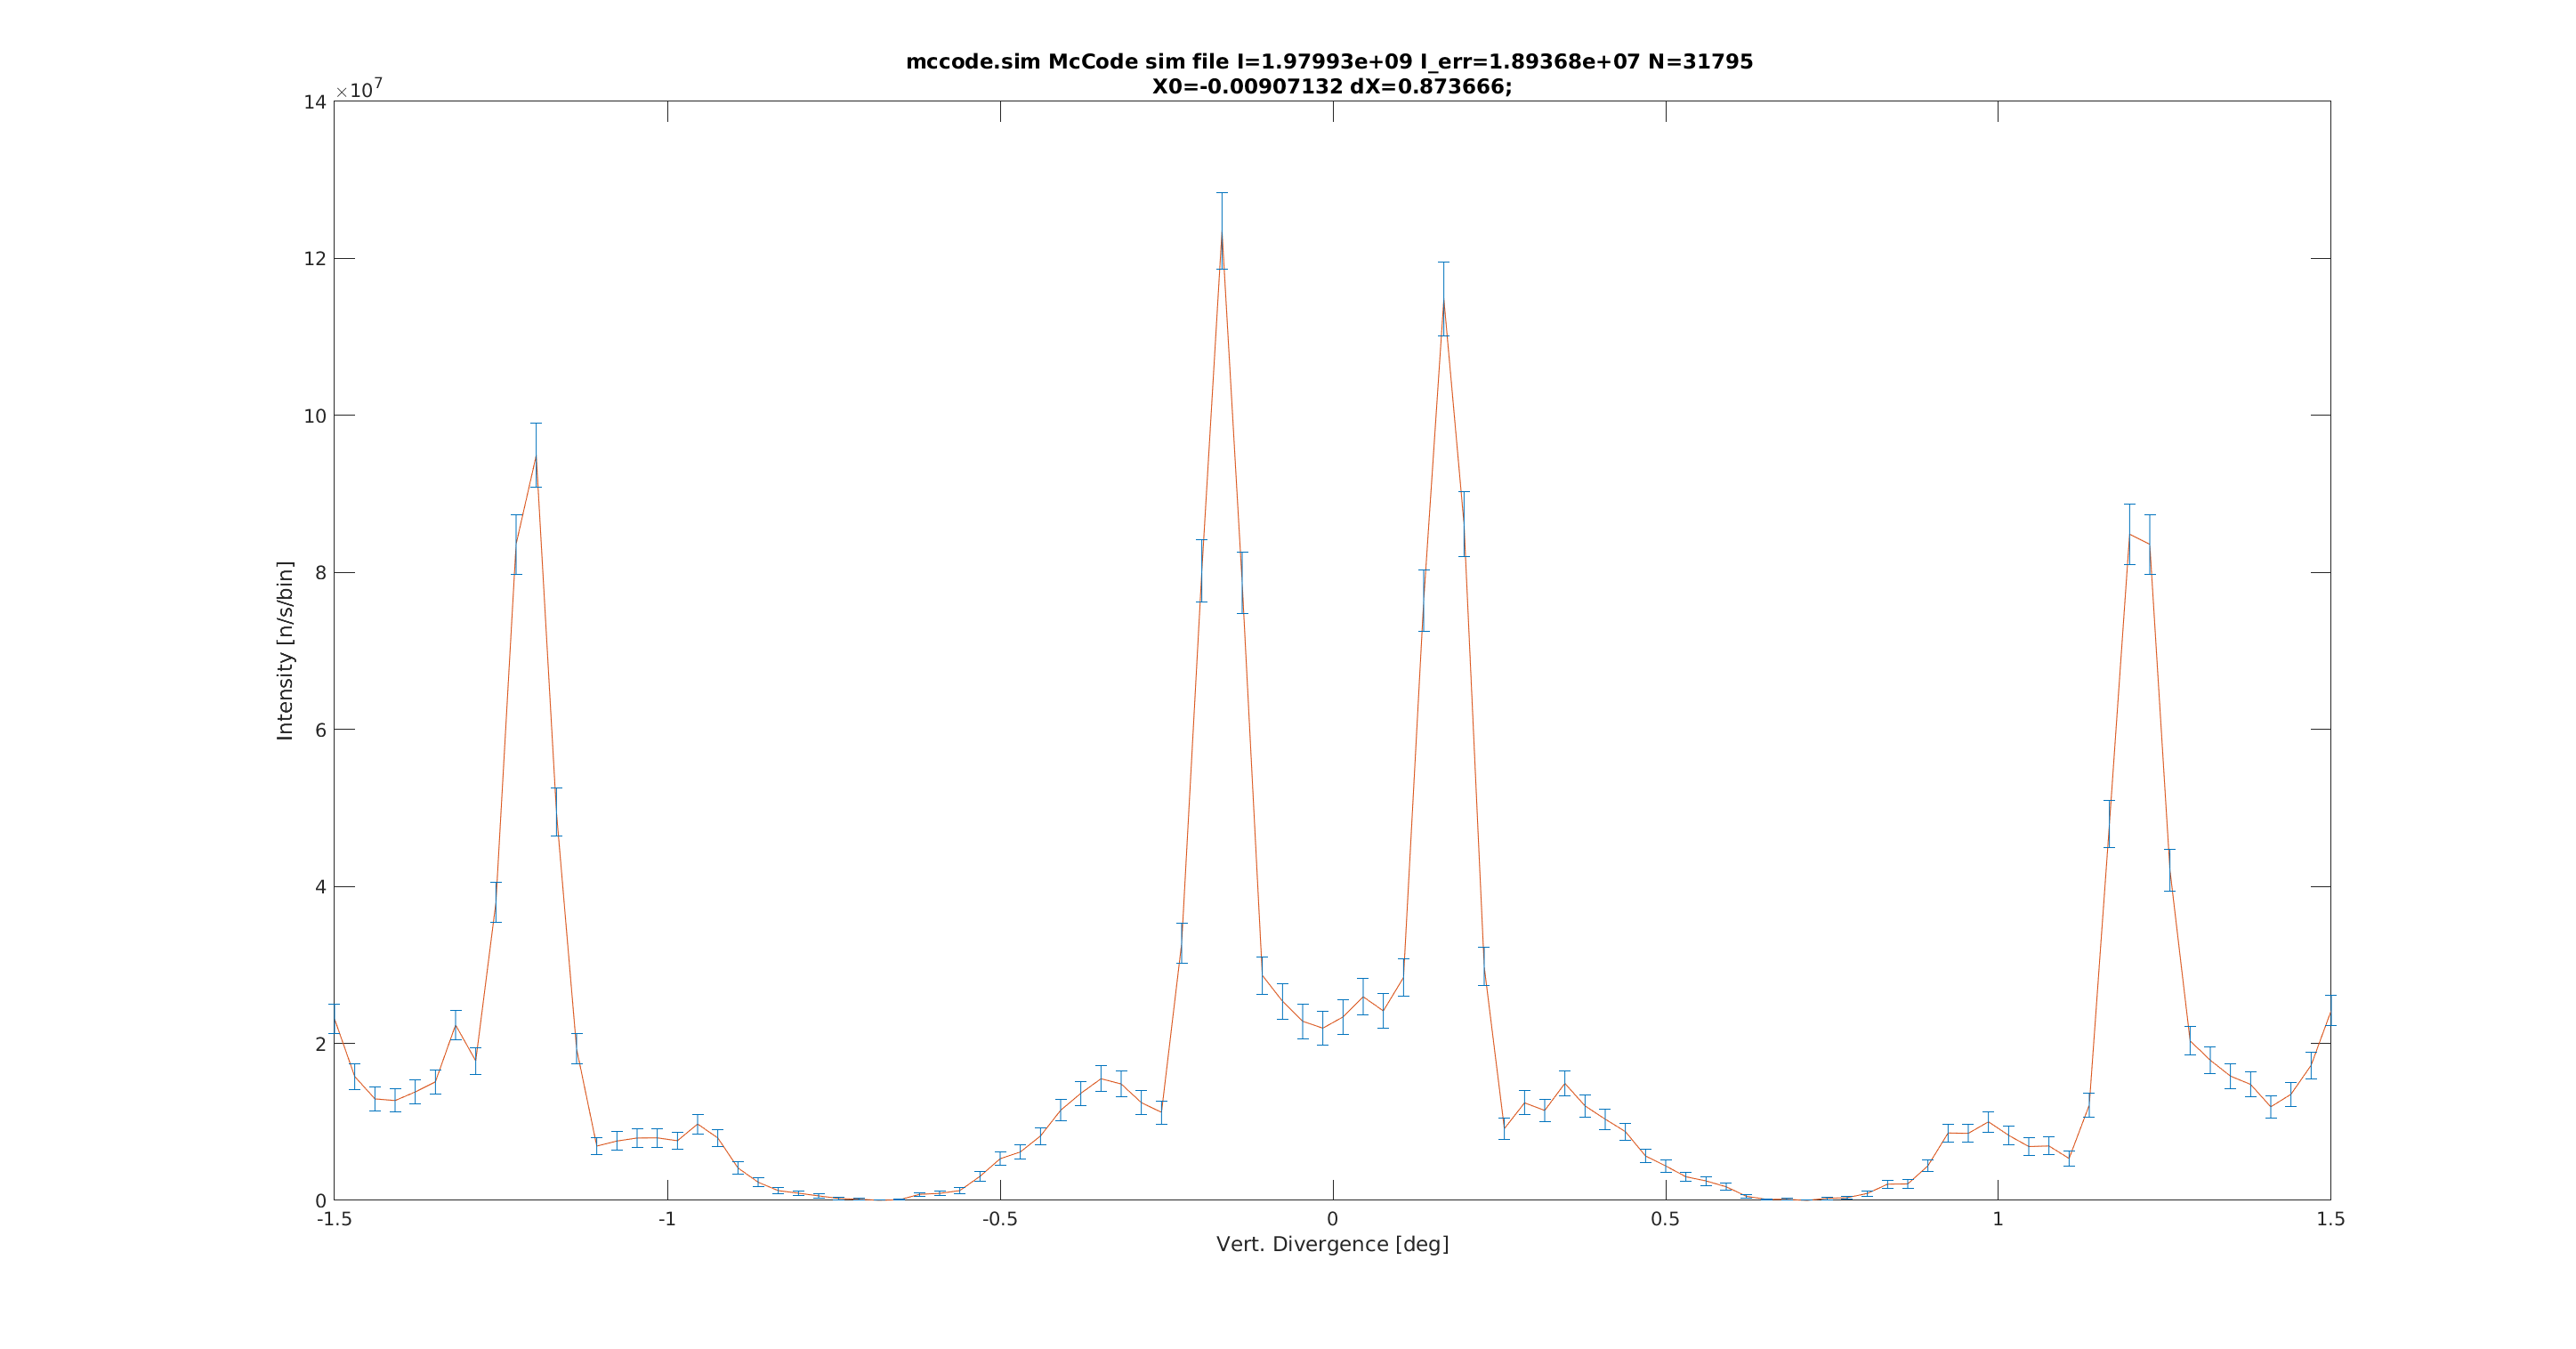 mccode.sim McCode sim file I=1.97993e+09 I_err=1.89368e+07 N=31795
X0=-0.00907132 dX=0.873666;
×10^7
14
12
10
8
6
4
2
0
Intensity [n/s/bin]
-1.5 -1 -0.5 0 0.5 1 1.5
Vert. Divergence [deg]